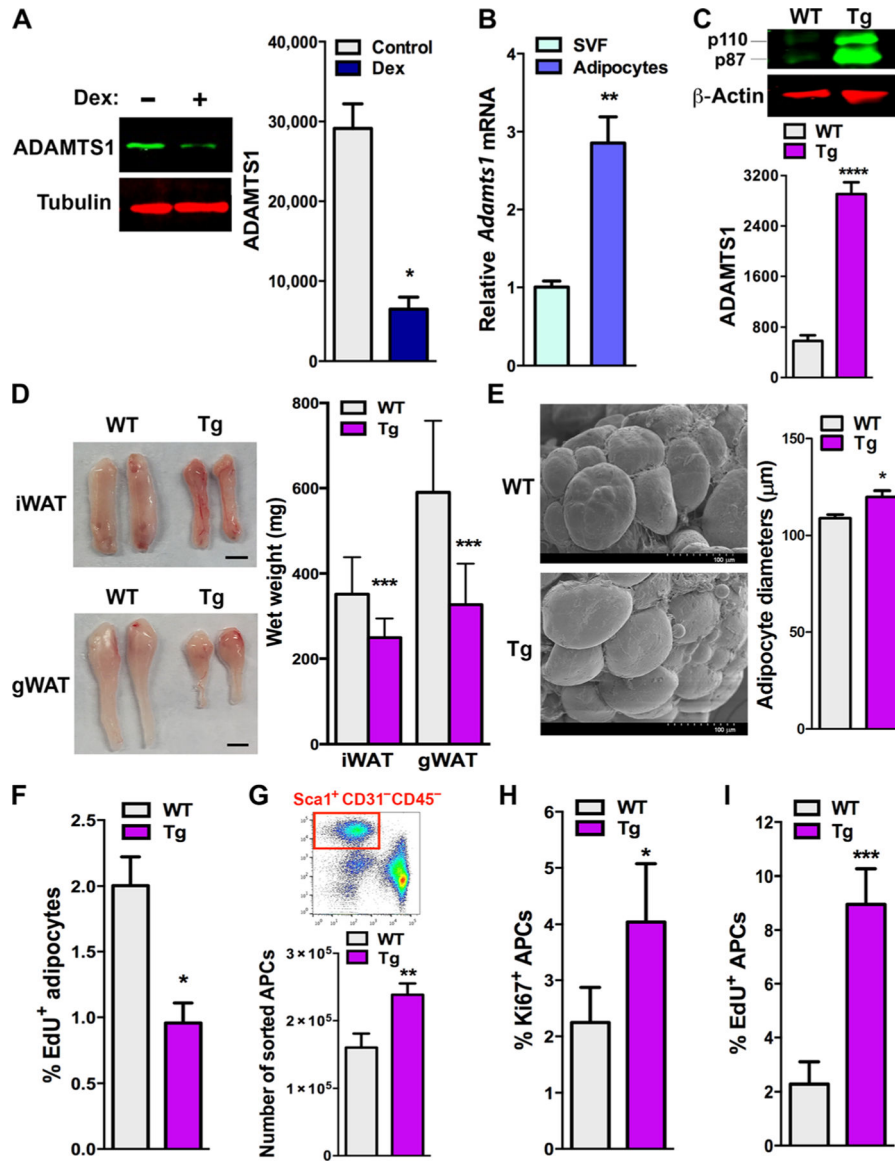 A
Dex: – +
ADAMTS1
Tubulin
Control
Dex
ADAMTS1
40,000
30,000
20,000
10,000
0
*
B
SVF
Adipocytes
Relative Adamts1 mRNA
5
4
3
2
1
0
**
C
WT Tg
p110
p87
β-Actin
WT
Tg
ADAMTS1
3200
2400
1600
800
0
****
D
WT Tg
iWAT
WT Tg
gWAT
WT
Tg
Wet weight (mg)
800
600
400
200
0
***
***
iWAT gWAT
E
WT
100 µm
Tg
100 µm
WT
Tg
Adipocyte diameters (µm)
150
100
50
0
*
F
WT
Tg
% EdU+ adipocytes
2.5
2.0
1.5
1.0
0.5
0.0
*
G
Sca1+ CD31–CD45–
WT
Tg
Number of sorted APCs
3 × 10⁵
2 × 10⁵
1 × 10⁵
0
**
H
WT
Tg
% Ki67+ APCs
6
5
4
3
2
1
0
*
I
WT
Tg
% EdU+ APCs
12
10
8
6
4
2
0
***